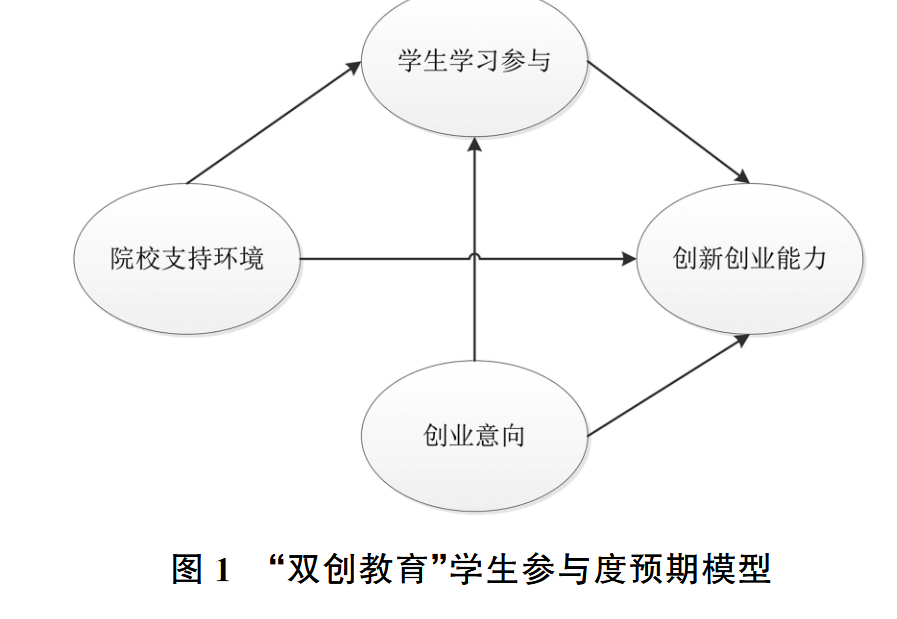 学生学习参与
院校支持环境
创新创业能力
创业意向
图 1 “双创教育”学生参与度预期模型